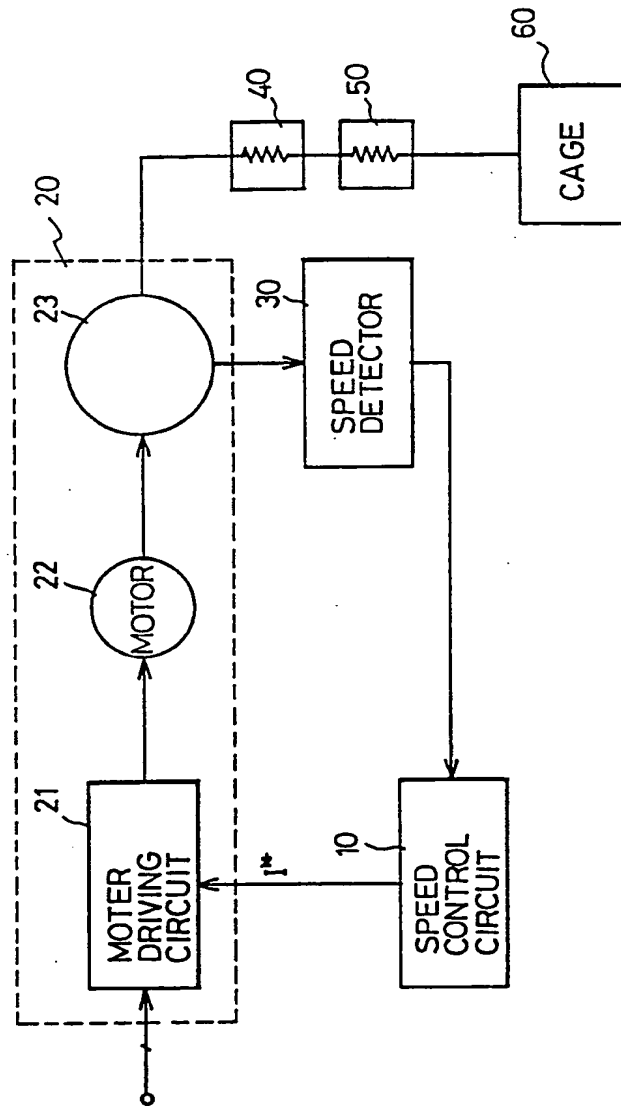 20
21
MOTER
DRIVING
CIRCUIT
22
MOTOR
23
I*
10
SPEED
CONTROL
CIRCUIT
30
SPEED
DETECTOR
40
50
60
CAGE